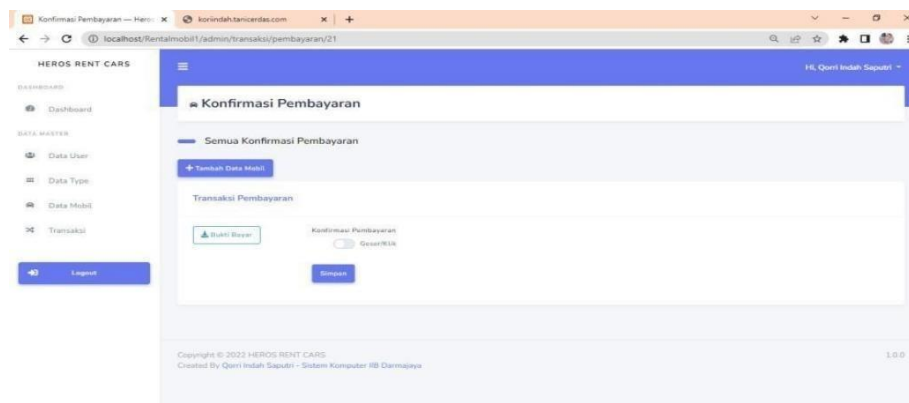 Konfirmasi Pembayaran — Hero
koriindah.tanicerdas.com
localhost/Rentalmobil1/admin/transaksi/pembayaran/21
HEROS RENT CARS
Hi, Qorri Indah Saputri
DASHBOARD
Dashboard
Konfirmasi Pembayaran
DATA MASTER
Semua Konfirmasi Pembayaran
Data User
+ Tambah Data Mobil
Data Type
Transaksi Pembayaran
Data Mobil
Transaksi
Bukti Bayar
Konfirmasi Pembayaran
Geser/Klik
Logout
Simpan
Copyright © 2022 HEROS RENT CARS
1.0.0
Created By Qorri Indah Saputri - Sistem Komputer IIB Darmajaya